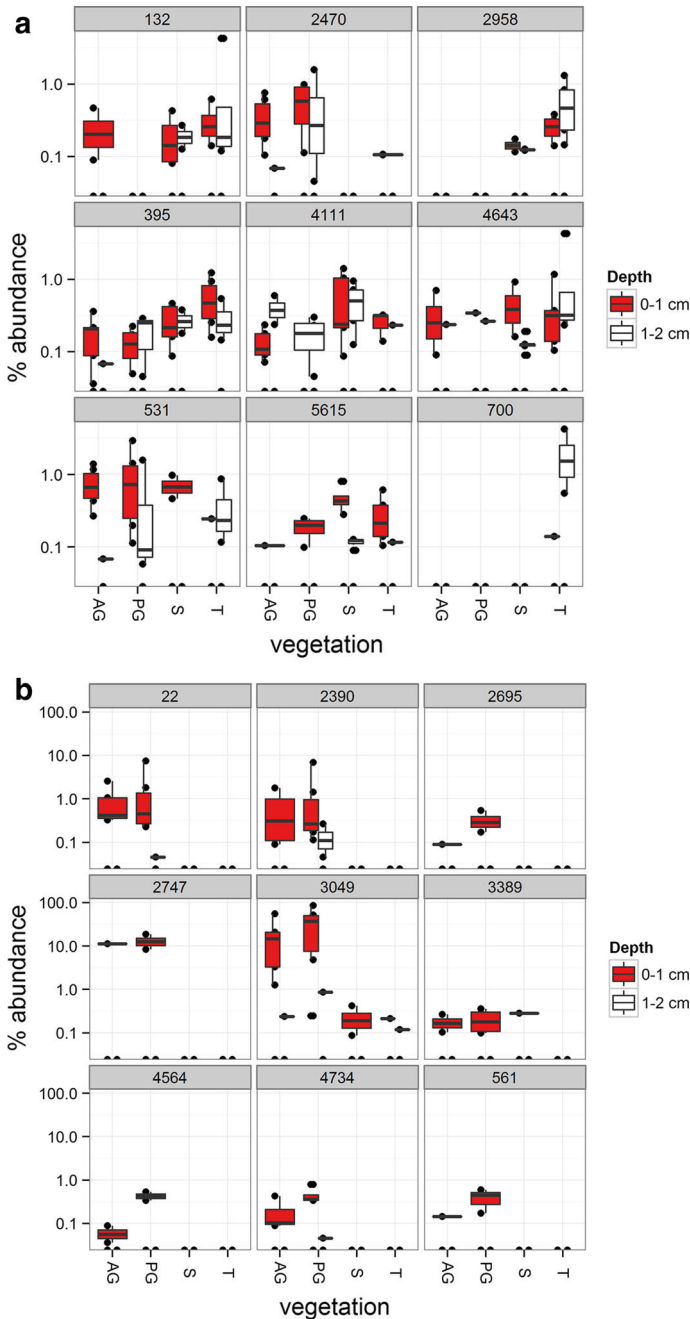 a
132 2470 2958
1.0
0.1
395 4111 4643
1.0
0.1
531 5615 700
1.0
0.1
% abundance
AG PG S T AG PG S T AG PG S T
vegetation
Depth
0-1 cm
1-2 cm
b
22 2390 2695
100.0
10.0
1.0
0.1
2747 3049 3389
100.0
10.0
1.0
0.1
4564 4734 561
100.0
10.0
1.0
0.1
% abundance
AG PG S T AG PG S T AG PG S T
vegetation
Depth
0-1 cm
1-2 cm